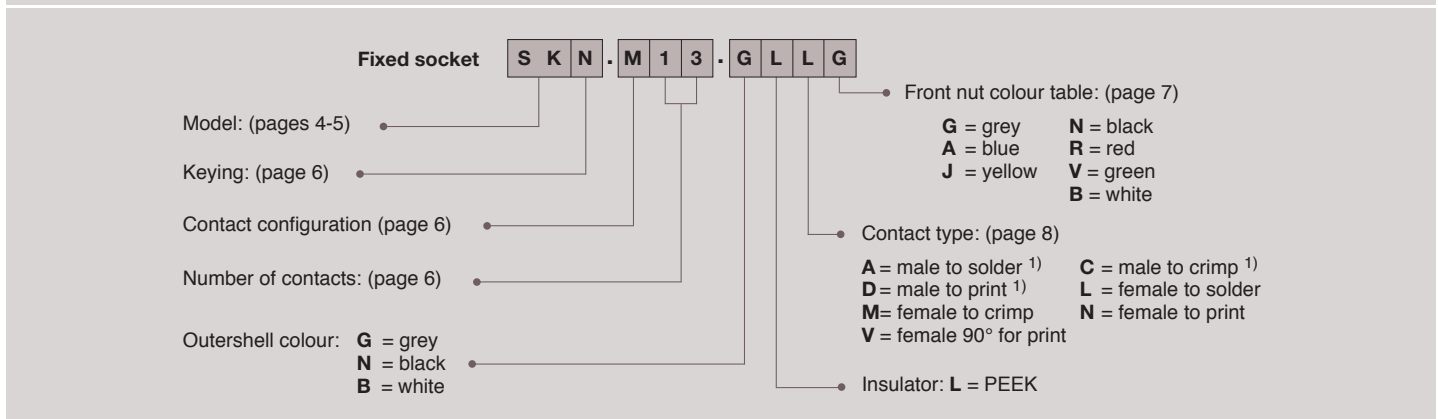 Fixed socket SKN.M13.GLLG
Model: (pages 4-5)
Keying: (page 6)
Contact configuration (page 6)
Number of contacts: (page 6)
Outershell colour: G = grey
N = black
B = white
Front nut colour table: (page 7)
G = grey N = black
A = blue R = red
J = yellow V = green
B = white
Contact type: (page 8)
A = male to solder 1) C = male to crimp 1)
D = male to print 1) L = female to solder
M= female to crimp N = female to print
V = female 90° for print
Insulator: L = PEEK